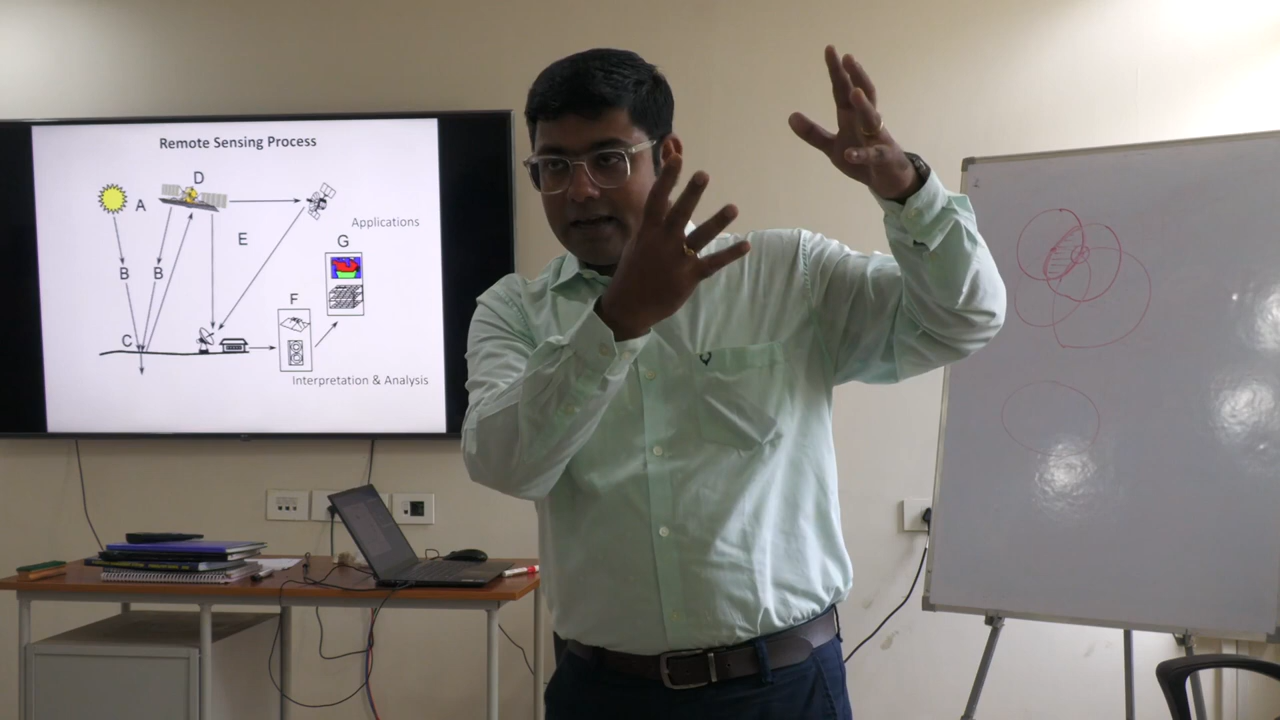 Remote Sensing Process
D
A
E
Applications
G
B
B
F
C
Interpretation & Analysis